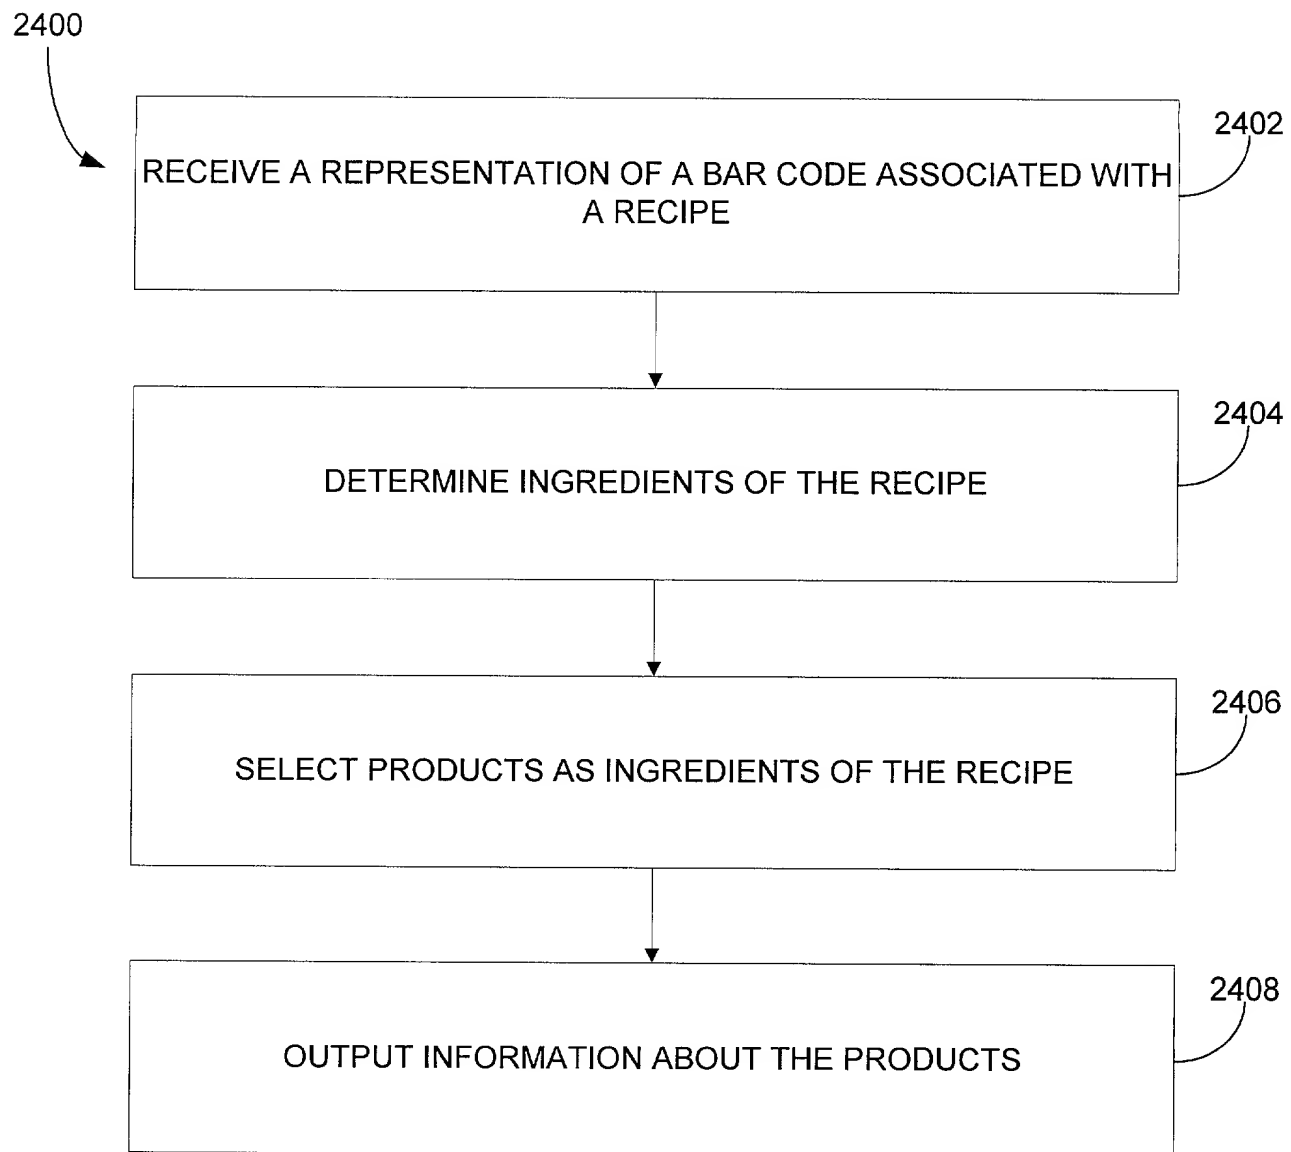 2400
2402
RECEIVE A REPRESENTATION OF A BAR CODE ASSOCIATED WITH
A RECIPE
2404
DETERMINE INGREDIENTS OF THE RECIPE
2406
SELECT PRODUCTS AS INGREDIENTS OF THE RECIPE
2408
OUTPUT INFORMATION ABOUT THE PRODUCTS